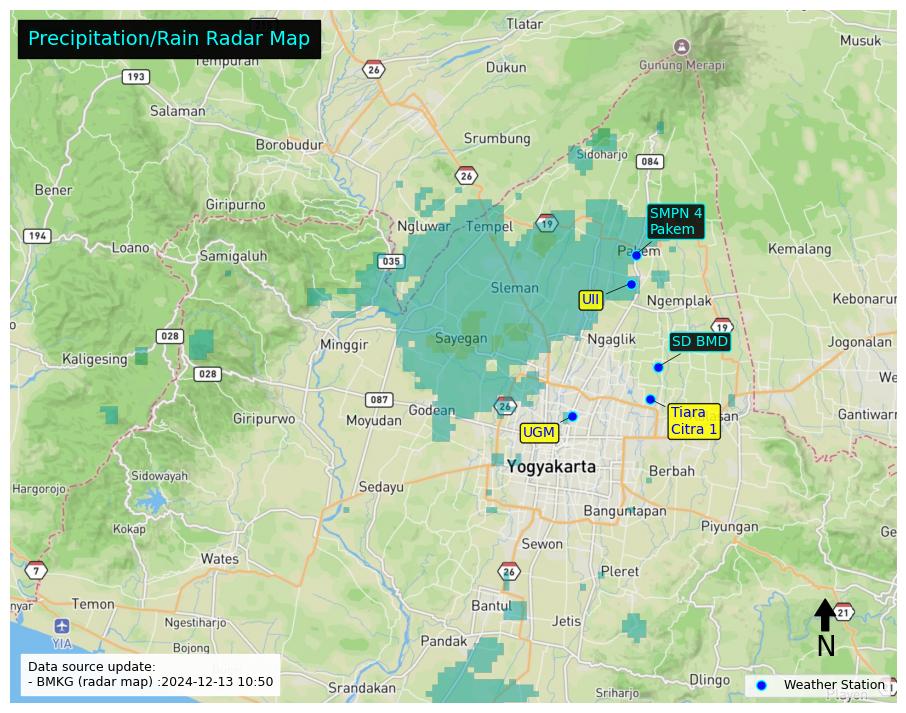 Precipitation/Rain Radar Map
Tlatar
Musuk
26
193
Tempuran
Dukun
Gunung Merapi
Salaman
Srumbung
Borobudur
Sidoharjo
084
26
Bener
Giripurno
SMPN 4
Pakem
194
Ngluwar
Tempel
19
Pakem
Loano
Samigaluh
035
Kemalang
Sleman
UII
Ngemplak
19
028
Sayegan
Ngaglik
SD BMD
Jogonalan
Minggir
Kaligesing
028
087
Godean
26
Tiara
Citra 1
Giripurwo
Moyudan
UGM
Yogyakarta
Berbah
Sidowayah
Sedayu
Hargorojo
Banguntapan
Kokap
Piyungan
Sewon
Wates
7
26
Pleret
Temon
Bantul
21
Ngestiharjo
Jetis
YIA
Pandak
N
Bojong
Data source update:
- BMKG (radar map) :2024-12-13 10:50
Srandakan
Sriharjo
Dlingo
Weather Station